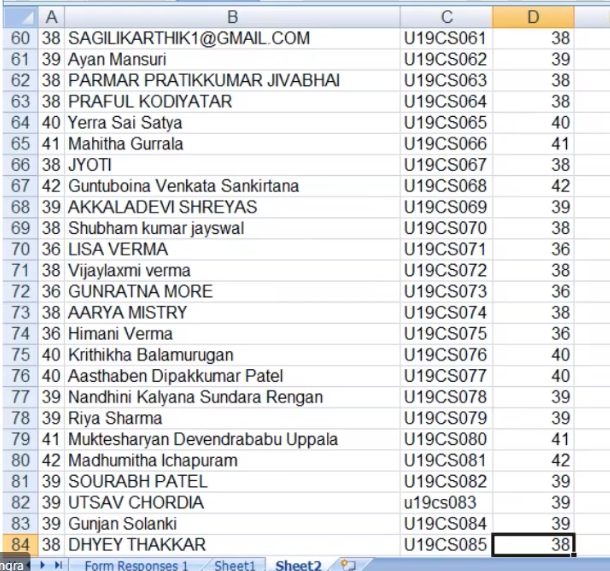 A B C D
60 38 SAGILIKARTHIK1@GMAIL.COM U19CS061 38
61 39 Ayan Mansuri U19CS062 39
62 38 PARMAR PRATIKKUMAR JIVABHAI U19CS063 38
63 38 PRAFUL KODIYATAR U19CS064 38
64 40 Yerra Sai Satya U19CS065 40
65 41 Mahitha Gurrala U19CS066 41
66 38 JYOTI U19CS067 38
67 42 Guntuboina Venkata Sankirtana U19CS068 42
68 39 AKKALADEVI SHREYAS U19CS069 39
69 38 Shubham kumar jayswal U19CS070 38
70 36 LISA VERMA U19CS071 36
71 38 Vijaylaxmi verma U19CS072 38
72 36 GUNRATNA MORE U19CS073 36
73 38 AARYA MISTRY U19CS074 38
74 36 Himani Verma U19CS075 36
75 40 Krithikha Balamurugan U19CS076 40
76 40 Aasthaben Dipakkumar Patel U19CS077 40
77 39 Nandhini Kalyana Sundara Rengan U19CS078 39
78 39 Riya Sharma U19CS079 39
79 41 Muktesharyan Devendrababu Uppala U19CS080 41
80 42 Madhumitha Ichapuram U19CS081 42
81 39 SOURABH PATEL U19CS082 39
82 39 UTSAV CHORDIA u19cs083 39
83 39 Gunjan Solanki U19CS084 39
84 38 DHYEY THAKKAR U19CS085 38
Form Responses 1 Sheet1 Sheet2